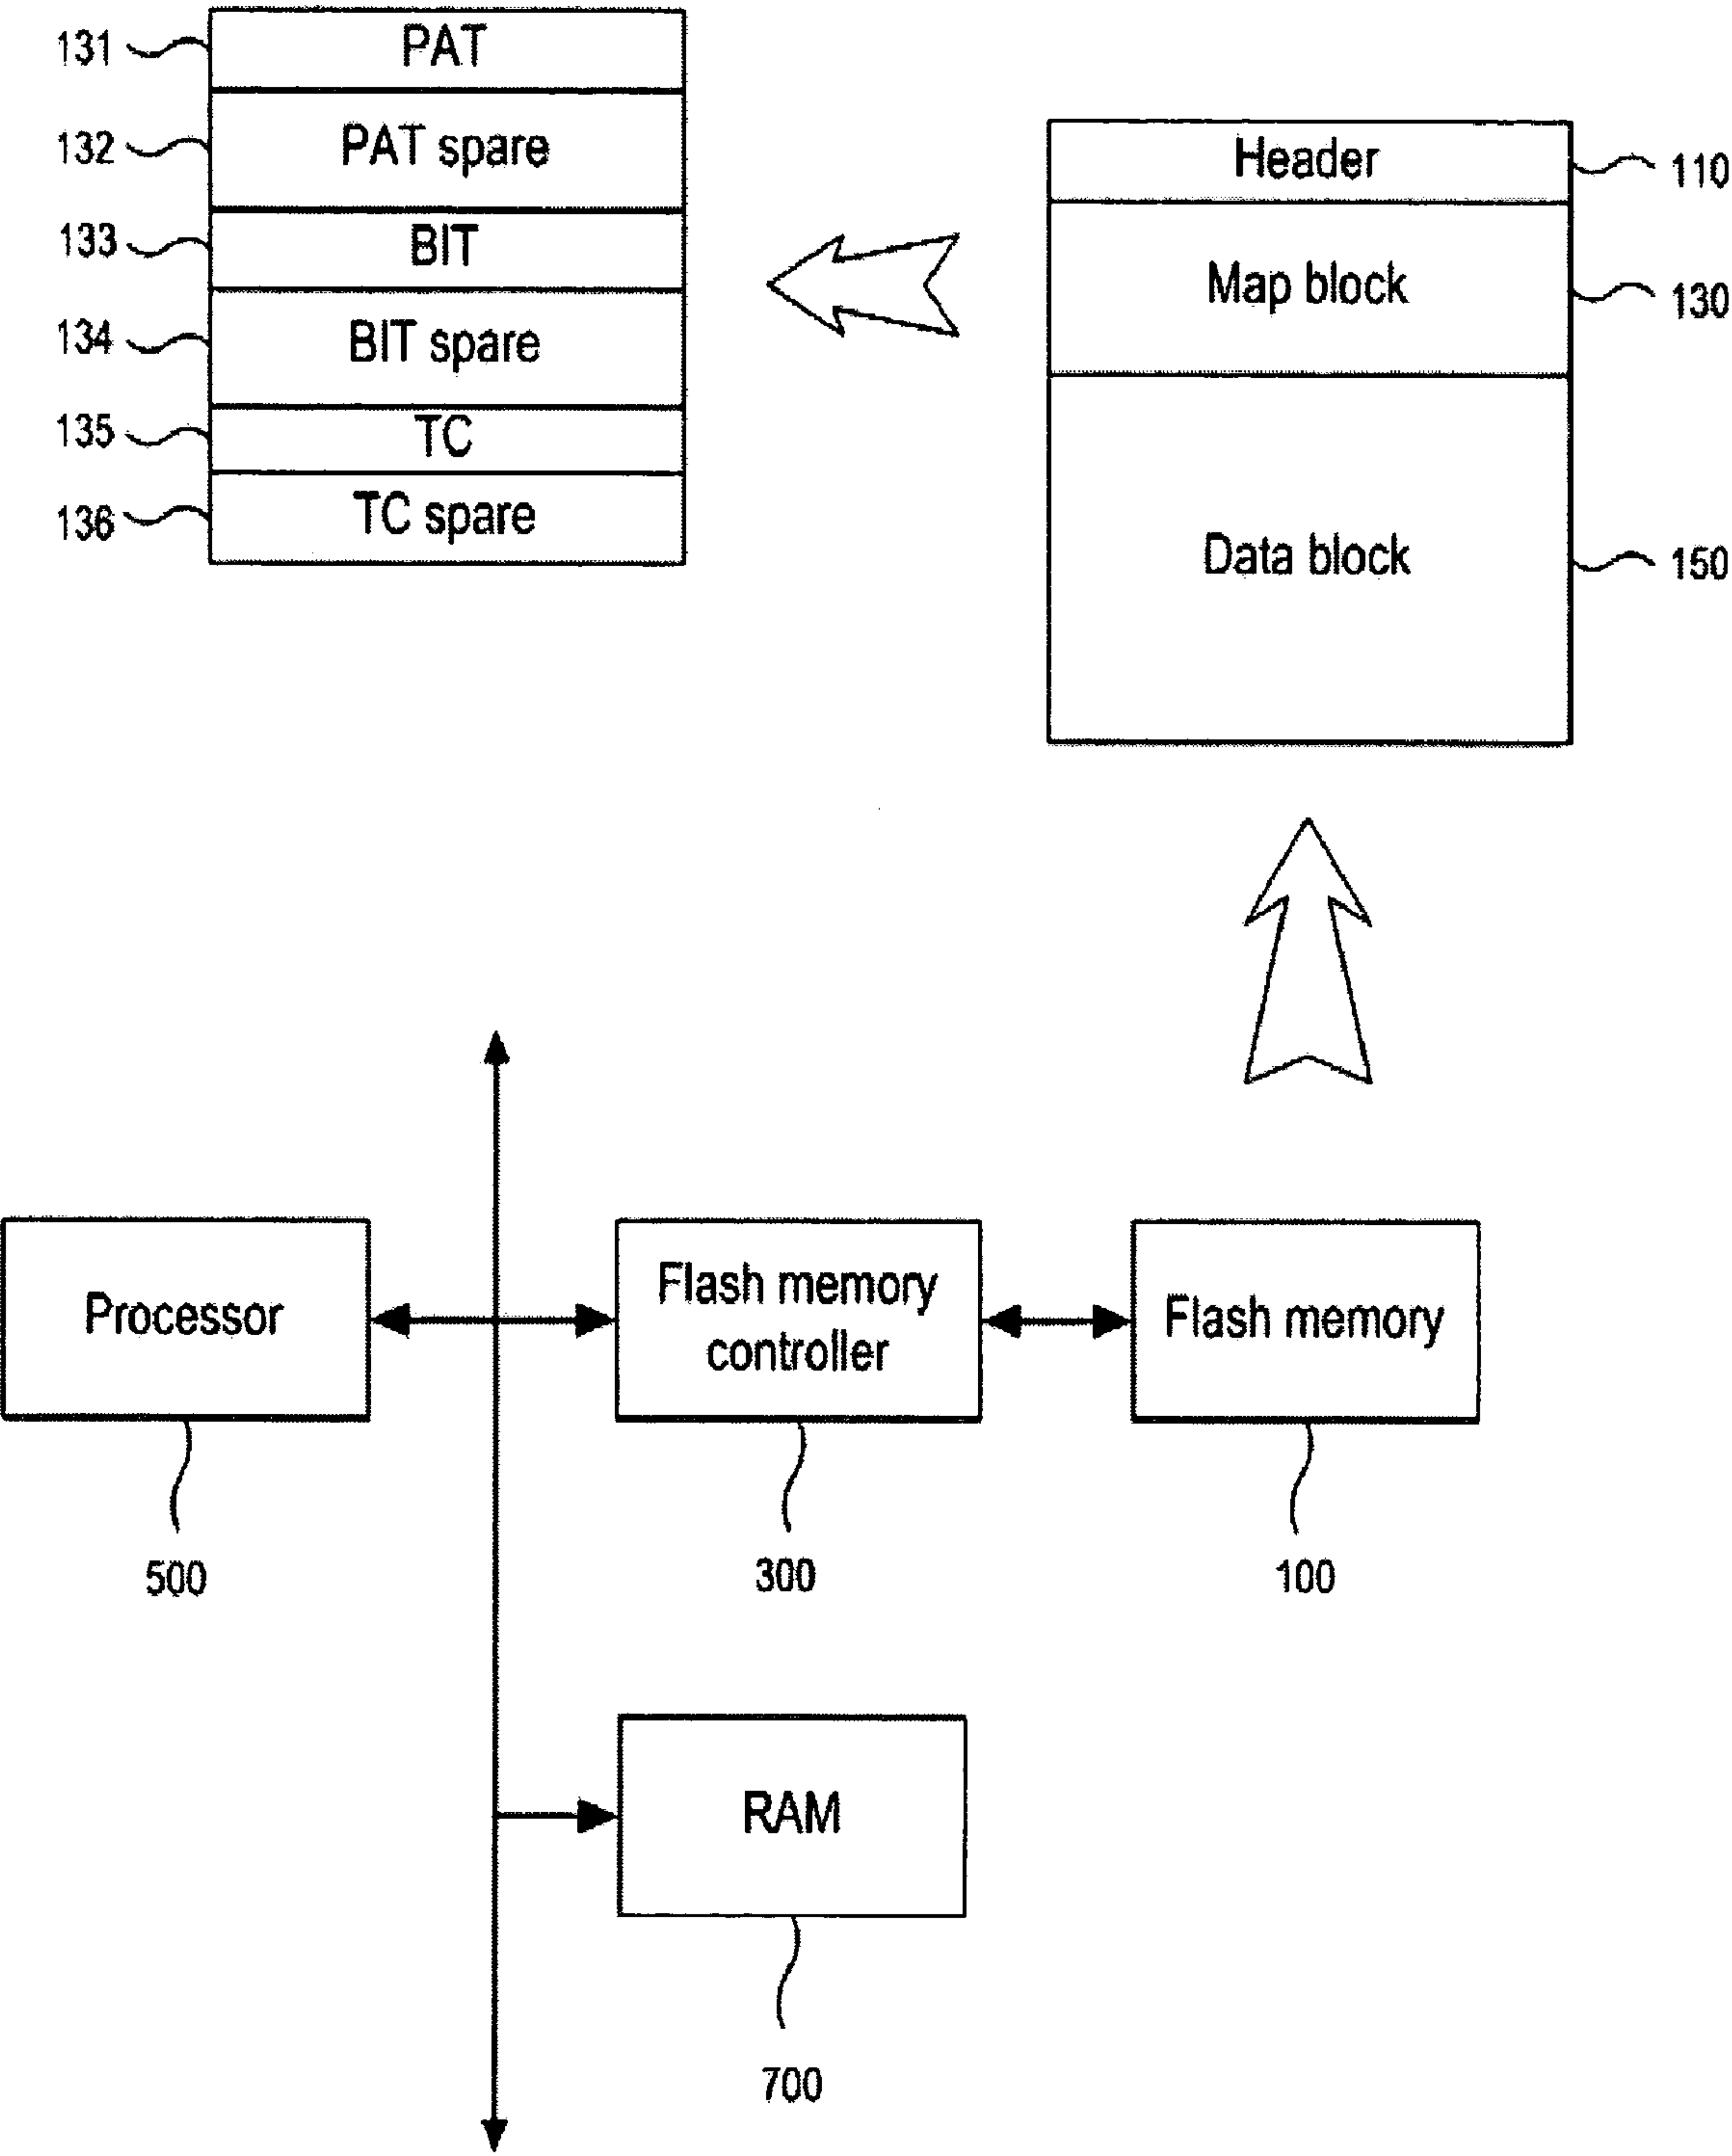 131 PAT
132 PAT spare
133 BIT
134 BIT spare
135 TC
136 TC spare
Header 110
Map block 130
Data block 150
Processor
Flash memory
controller
Flash memory
500
300
100
RAM
700